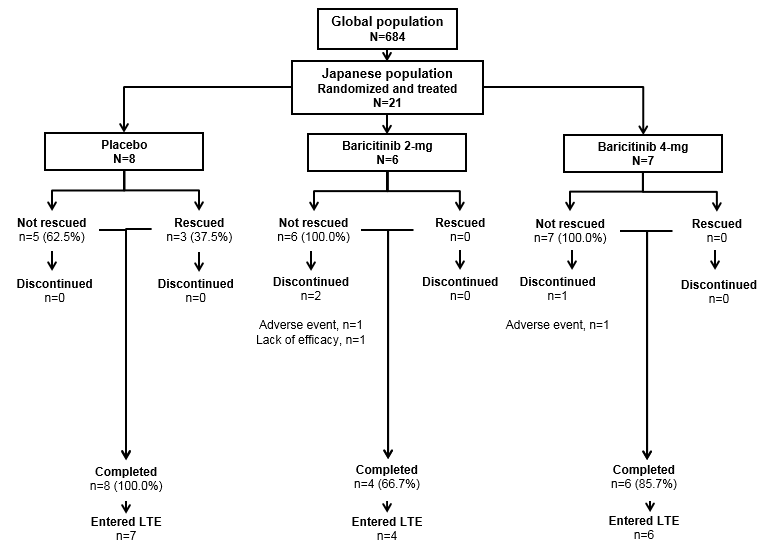 Global population
N=684
Japanese population
Randomized and treated
N=21
Placebo
N=8
Baricitinib 2-mg
N=6
Baricitinib 4-mg
N=7
Not rescued
n=5 (62.5%)
Rescued
n=3 (37.5%)
Not rescued
n=6 (100.0%)
Rescued
n=0
Not rescued
n=7 (100.0%)
Rescued
n=0
Discontinued
n=0
Discontinued
n=0
Discontinued
n=2
Adverse event, n=1
Lack of efficacy, n=1
Discontinued
n=0
Discontinued
n=1
Adverse event, n=1
Discontinued
n=0
Completed
n=8 (100.0%)
Completed
n=4 (66.7%)
Completed
n=6 (85.7%)
Entered LTE
n=7
Entered LTE
n=4
Entered LTE
n=6